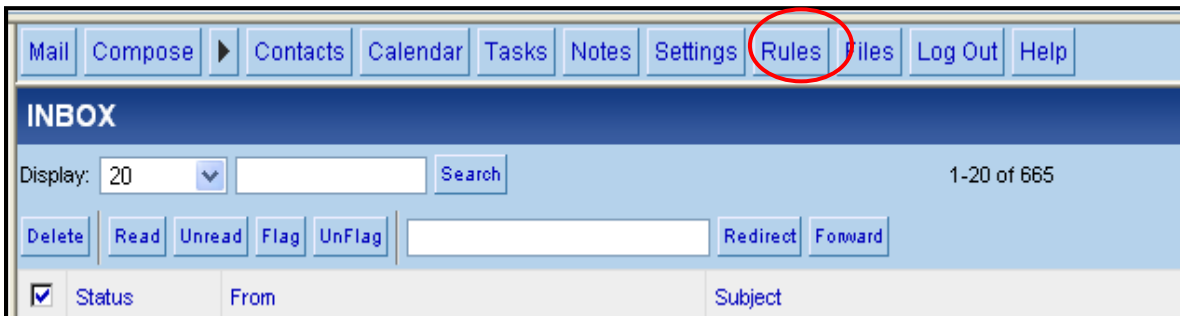 Mail Compose Contacts Calendar Tasks Notes Settings Rules Files Log Out Help
INBOX
Display: 20 Search 1-20 of 665
Delete Read Unread Flag UnFlag Redirect Forward
Status From Subject